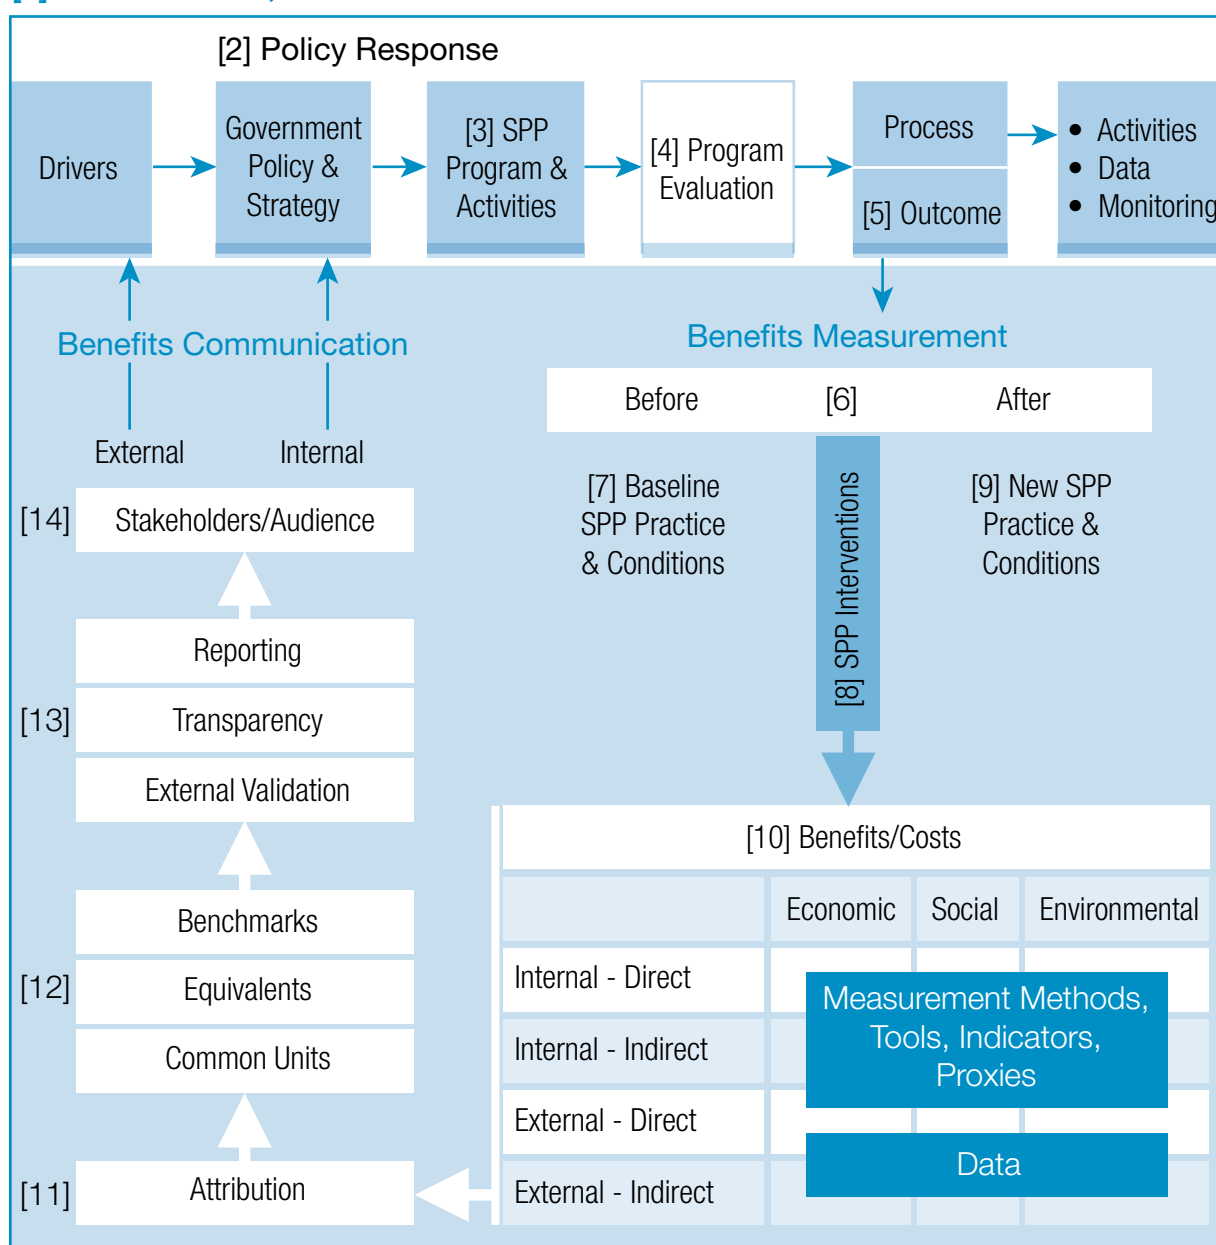 [2] Policy Response
Drivers
Government
Policy &
Strategy
[3] SPP
Program &
Activities
[4] Program
Evaluation
Process
[5] Outcome
• Activities
• Data
• Monitoring
Benefits Communication
External
Internal
Benefits Measurement
Before
[6]
After
[7] Baseline
SPP Practice
& Conditions
[8] SPP Interventions
[9] New SPP
Practice &
Conditions
[14]
Stakeholders/Audience
Reporting
[13]
Transparency
External Validation
Benchmarks
[12]
Equivalents
Common Units
[11]
Attribution
[10] Benefits/Costs
Economic
Social
Environmental
Internal - Direct
Internal - Indirect
External - Direct
External - Indirect
Measurement Methods,
Tools, Indicators,
Proxies
Data